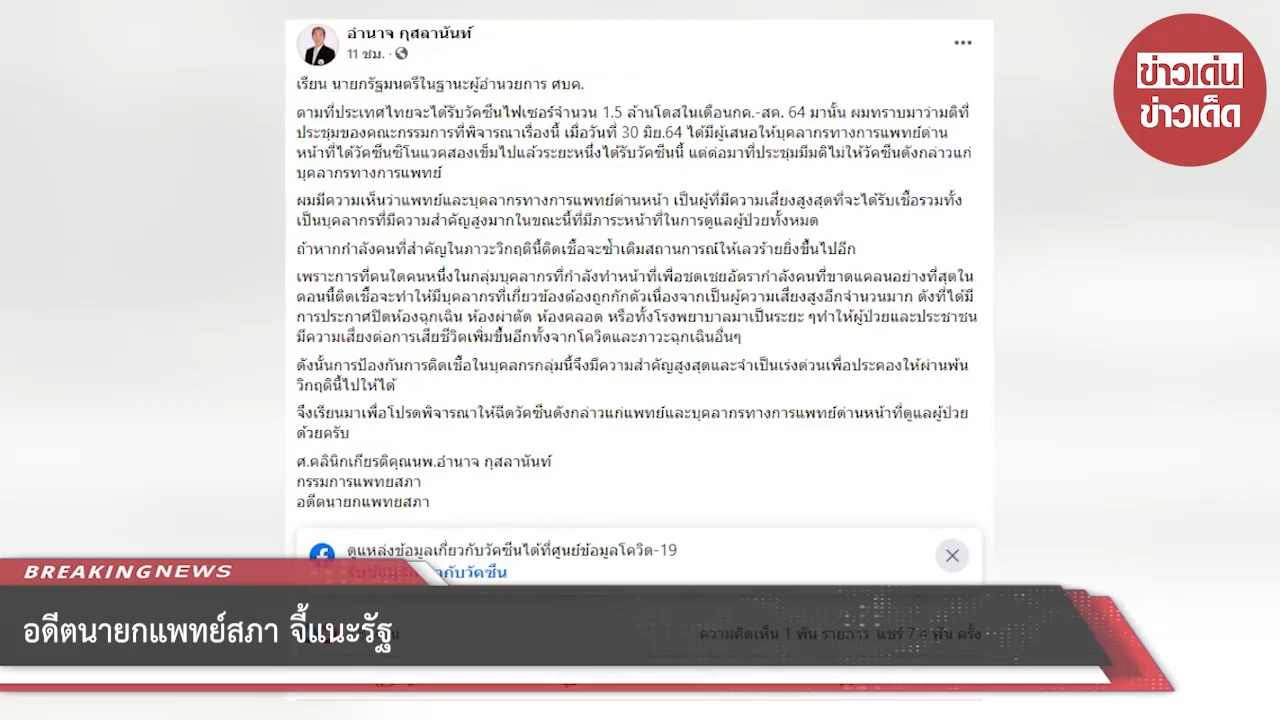 อำนาจ กุสลานันท์
11 ชม. ·
เรียน นายกรัฐมนตรีในฐานะผู้อำนวยการ ศบค.
ตามที่ประเทศไทยจะได้รับวัคซีนไฟเซอร์จำนวน 1.5 ล้านโดสในเดือนกค.-สค. 64 มานั้น ผมทราบมาว่ามติที่
ประชุมของคณะกรรมการที่พิจารณาเรื่องนี้ เมื่อวันที่ 30 มิย.64 ได้มีผู้เสนอให้บุคลากรทางการแพทย์ด่าน
หน้าที่ได้วัคซีนซิโนแวคสองเข็มไปแล้วระยะหนึ่งได้รับวัคซีนนี้ แต่ต่อมาที่ประชุมมีมติไม่ให้วัคซีนดังกล่าวแก่
บุคลากรทางการแพทย์
ผมมีความเห็นว่าแพทย์และบุคลากรทางการแพทย์ด่านหน้า เป็นผู้ที่มีความเสี่ยงสูงสุดที่จะได้รับเชื้อรวมทั้ง
เป็นบุคลากรที่มีความสำคัญสูงมากในขณะนี้ที่มีภาระหน้าที่ในการดูแลผู้ป่วยทั้งหมด
ถ้าหากกำลังคนที่สำคัญในภาวะวิกฤตินี้ติดเชื้อจะซ้ำเติมสถานการณ์ให้เลวร้ายยิ่งขึ้นไปอีก
เพราะการที่คนใดคนหนึ่งในกลุ่มบุคลากรที่กำลังทำหน้าที่เพื่อชดเชยอัตรากำลังคนที่ขาดแคลนอย่างที่สุดใน
ตอนนี้ติดเชื้อจะทำให้มีบุคลากรที่เกี่ยวข้องต้องถูกกักตัวเนื่องจากเป็นผู้ความเสี่ยงสูงอีกจำนวนมาก ดังที่ได้มี
การประกาศปิดห้องฉุกเฉิน ห้องผ่าตัด ห้องคลอด หรือทั้งโรงพยาบาลมาเป็นระยะ ๆทำให้ผู้ป่วยและประชาชน
มีความเสี่ยงต่อการเสียชีวิตเพิ่มขึ้นอีกทั้งจากโควิดและภาวะฉุกเฉินอื่นๆ
ดังนั้นการป้องกันการติดเชื้อในบุคลกรกลุ่มนี้จึงมีความสำคัญสูงสุดและจำเป็นเร่งด่วนเพื่อประคองให้ผ่านพ้น
วิกฤตินี้ไปให้ได้
จึงเรียนมาเพื่อโปรดพิจารณาให้ฉีดวัคซีนดังกล่าวแก่แพทย์และบุคลากรทางการแพทย์ด่านหน้าที่ดูแลผู้ป่วย
ด้วยครับ
ศ.คลินิกเกียรติคุณนพ.อำนาจ กุสลานันท์
กรรมการแพทยสภา
อดีตนายกแพทยสภา
ดูแหล่งข้อมูลเกี่ยวกับวัคซีนได้ที่ศูนย์ข้อมูลโควิด-19
ความคิดเห็น 1 พัน รายการ แชร์ 7.4 พัน ครั้ง
ข่าวเด่น
ข่าวเด็ด
BREAKINGNEWS
อดีตนายกแพทย์สภา จี้แนะรัฐ